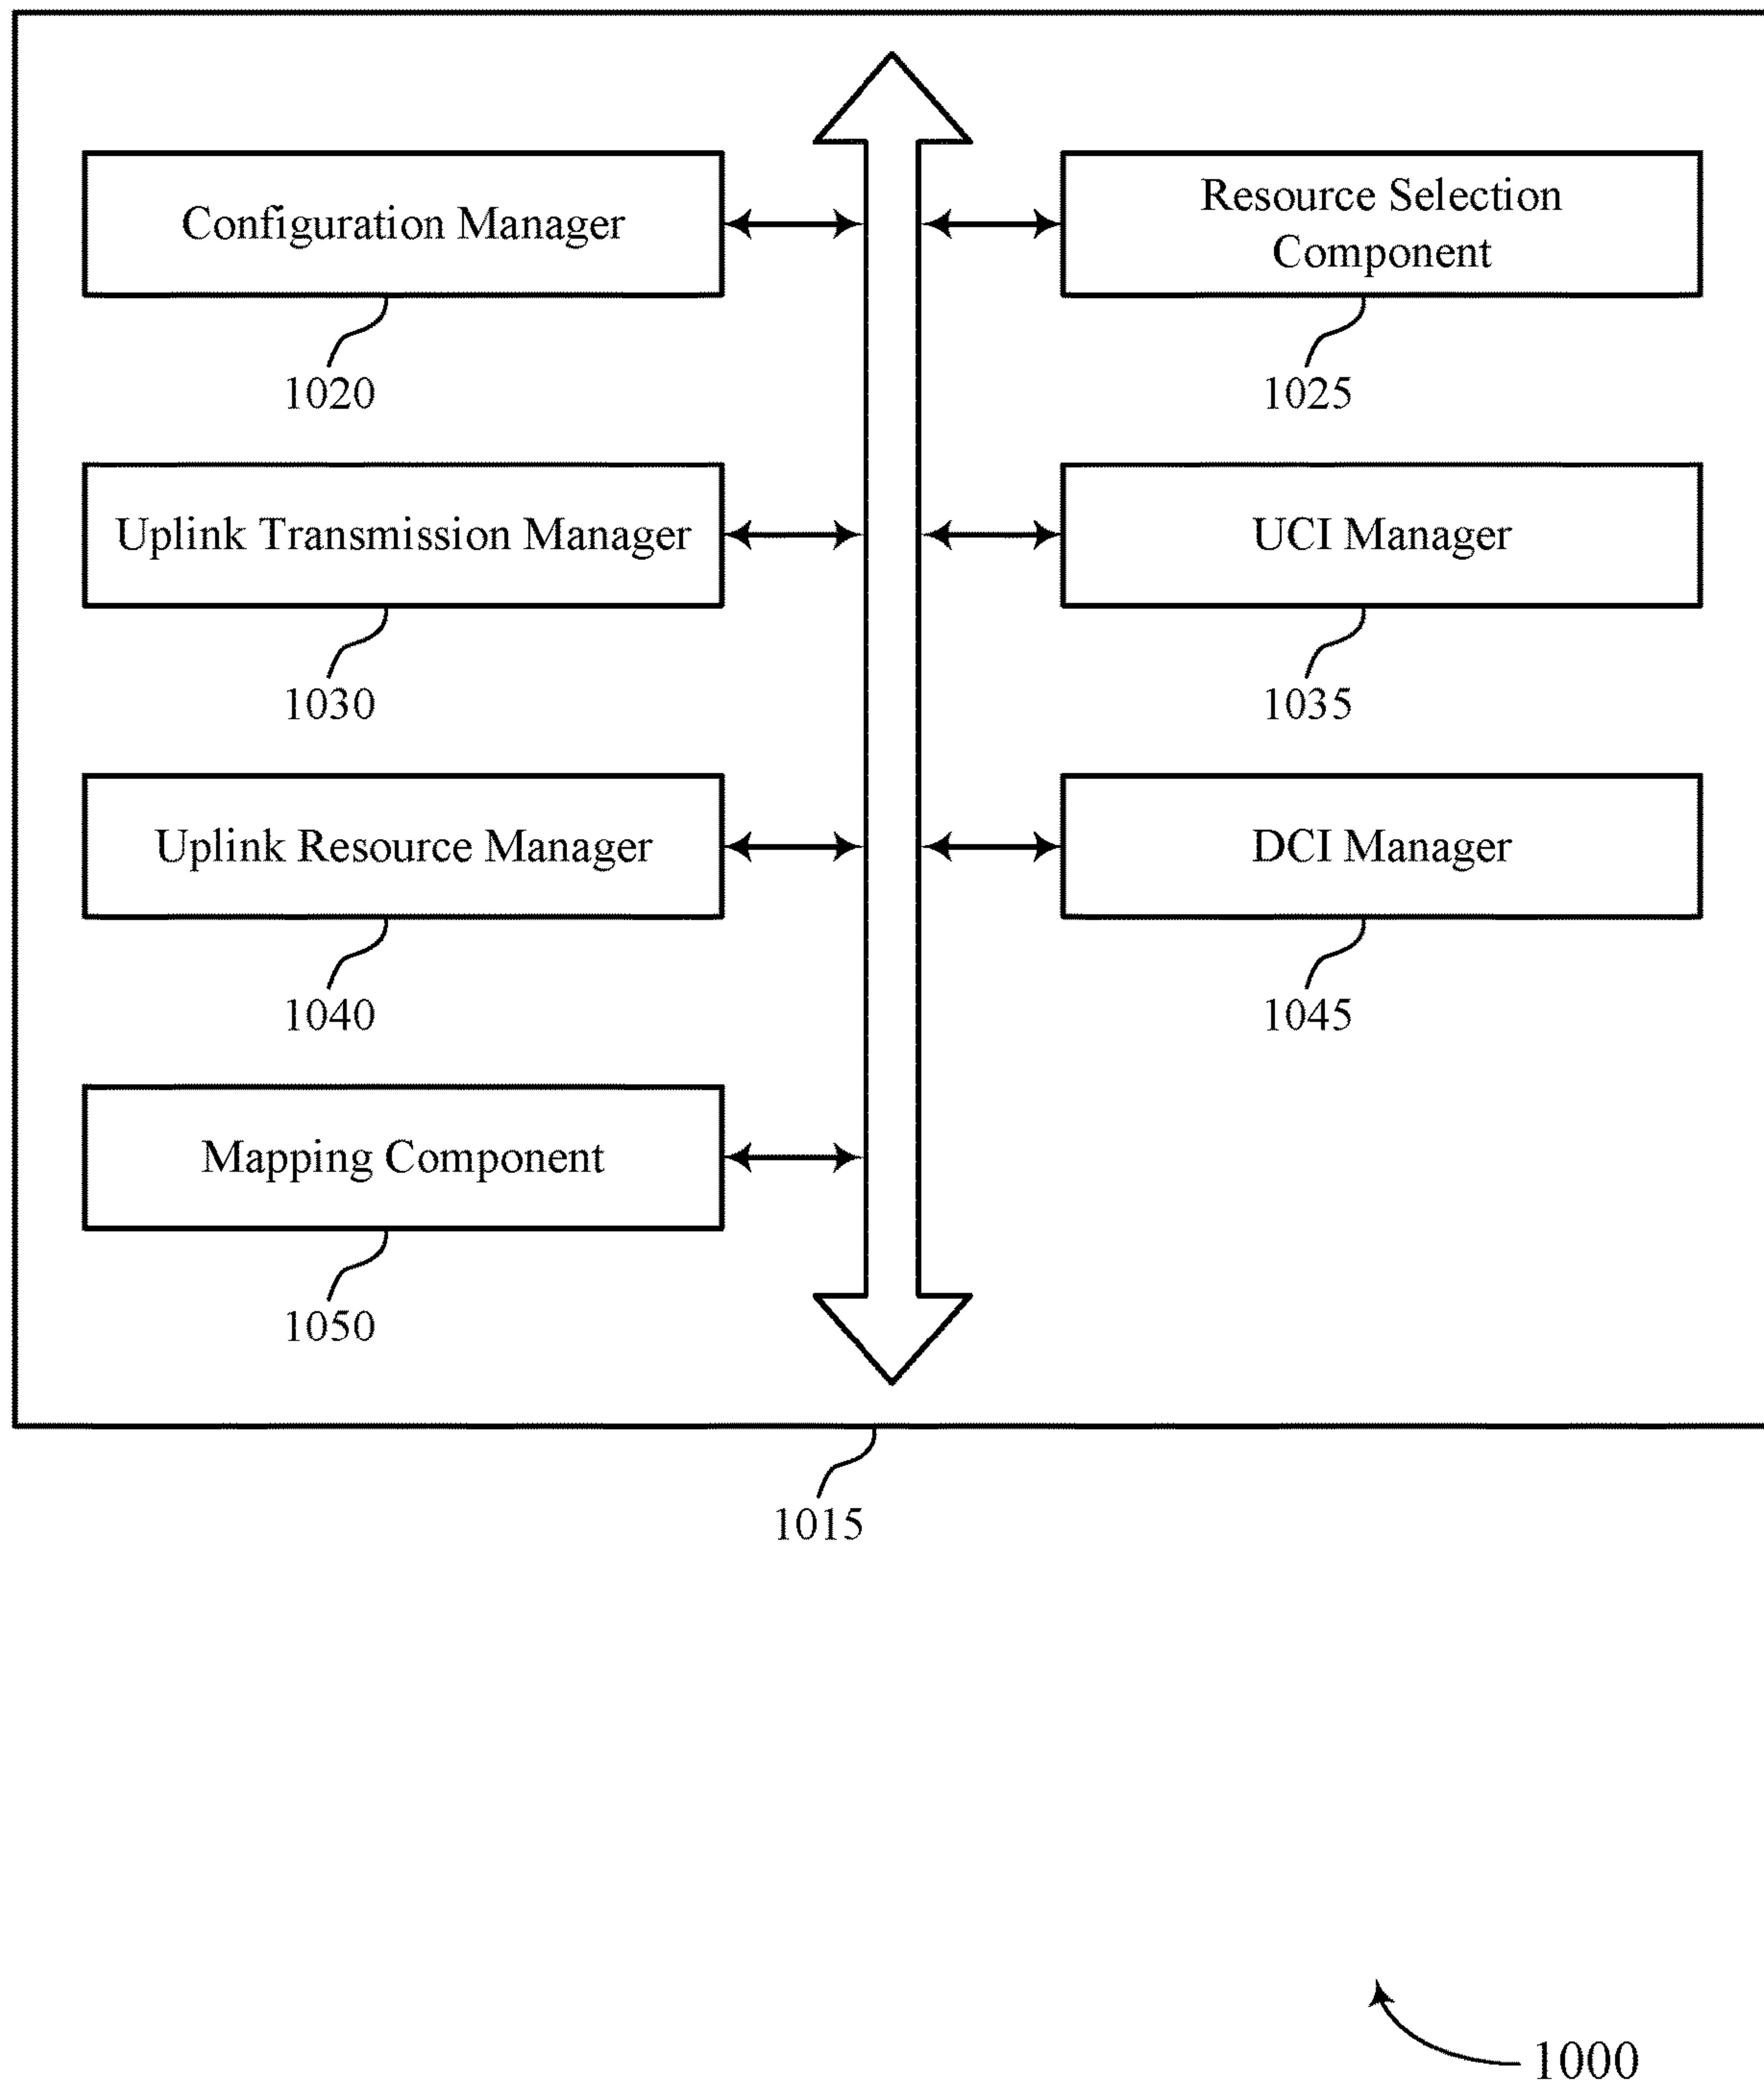 Configuration Manager
1020
Resource Selection
Component
1025
Uplink Transmission Manager
1030
UCI Manager
1035
Uplink Resource Manager
1040
DCI Manager
1045
Mapping Component
1050
1015
1000